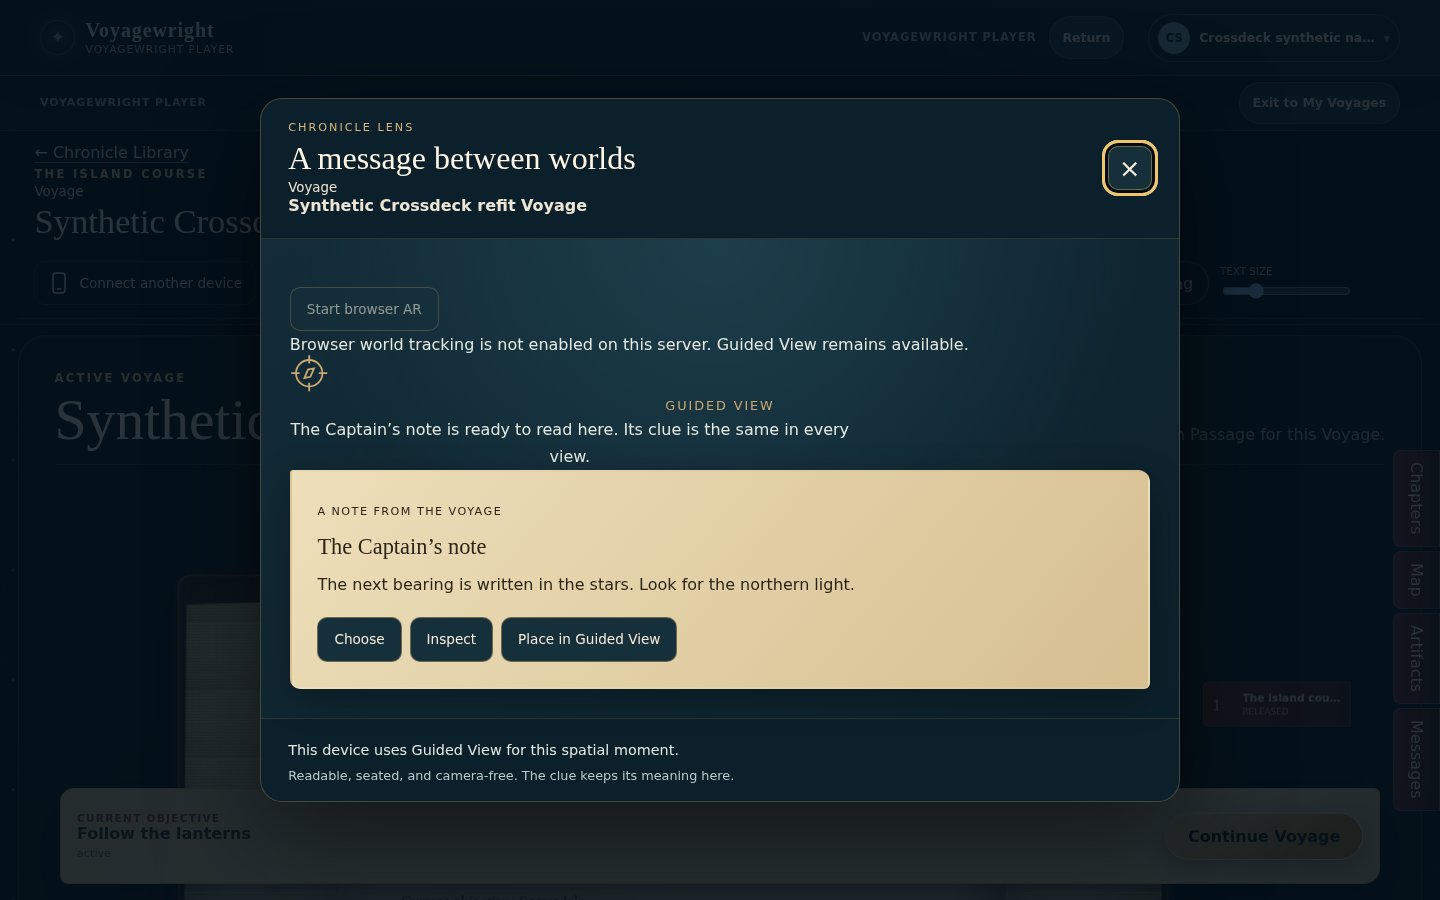 Voyagewright
VOYAGEWRIGHT PLAYER
VOYAGEWRIGHT PLAYER
Return
CS
Crossdeck synthetic na…
VOYAGEWRIGHT PLAYER
Exit to My Voyages
← Chronicle Library
THE ISLAND COURSE
Voyage
Synthetic Crossd
Connect another device
TEXT SIZE
ACTIVE VOYAGE
Synthetic
Passage for this Voyage.
CHRONICLE LENS
A message between worlds
Voyage
Synthetic Crossdeck refit Voyage
Start browser AR
Browser world tracking is not enabled on this server. Guided View remains available.
GUIDED VIEW
The Captain’s note is ready to read here. Its clue is the same in every
view.
A NOTE FROM THE VOYAGE
The Captain’s note
The next bearing is written in the stars. Look for the northern light.
Choose
Inspect
Place in Guided View
This device uses Guided View for this spatial moment.
Readable, seated, and camera-free. The clue keeps its meaning here.
Chapters
Map
Artifacts
Messages
1
The island cou…
RELEASED
CURRENT OBJECTIVE
Follow the lanterns
active
Continue Voyage